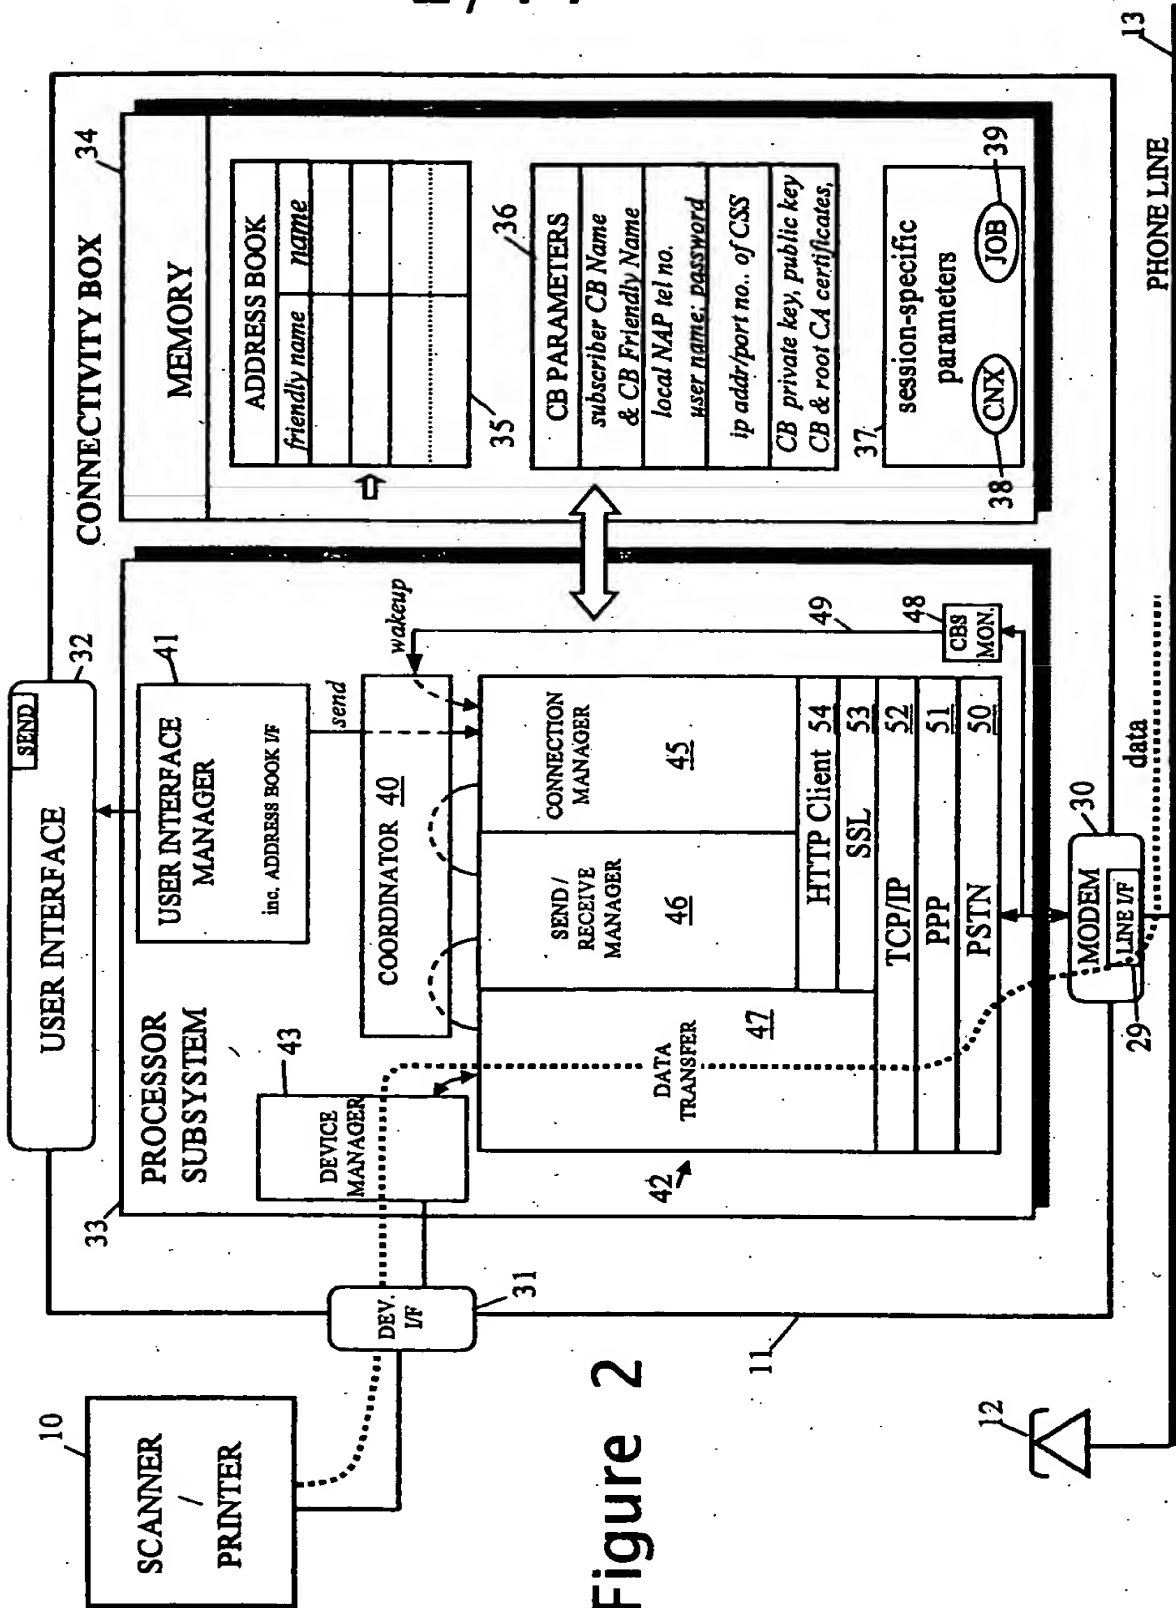 CONNECTIVITY BOX
USER INTERFACE
SEND
32
33
PROCESSOR
SUBSYSTEM
USER INTERFACE
MANAGER
inc. ADDRESS BOOK I/F
41
send
wakeup
COORDINATOR 40
43
DEVICE
MANAGER
42
DATA
TRANSFER
47
SEND /
RECEIVE
MANAGER
46
CONNECTION
MANAGER
45
HTTP Client 54
SSL 53
TCP/IP 52
PPP 51
PSTN 50
49
48
CBS
MON.
34
MEMORY
ADDRESS BOOK
friendly name
name
35
36
CB PARAMETERS
subscriber CB Name
& CB Friendly Name
local NAP tel no.
user name, password
ip addr/port no.. of CSS
CB private key, public key
CB & root CA certificates,
37
session-specific
parameters
CNX
JOB
38
39
10
SCANNER
/
PRINTER
DEV.
I/F
31
11
MODEM
LINE I/F
30
29
data
12
PHONE LINE
13
Figure 2